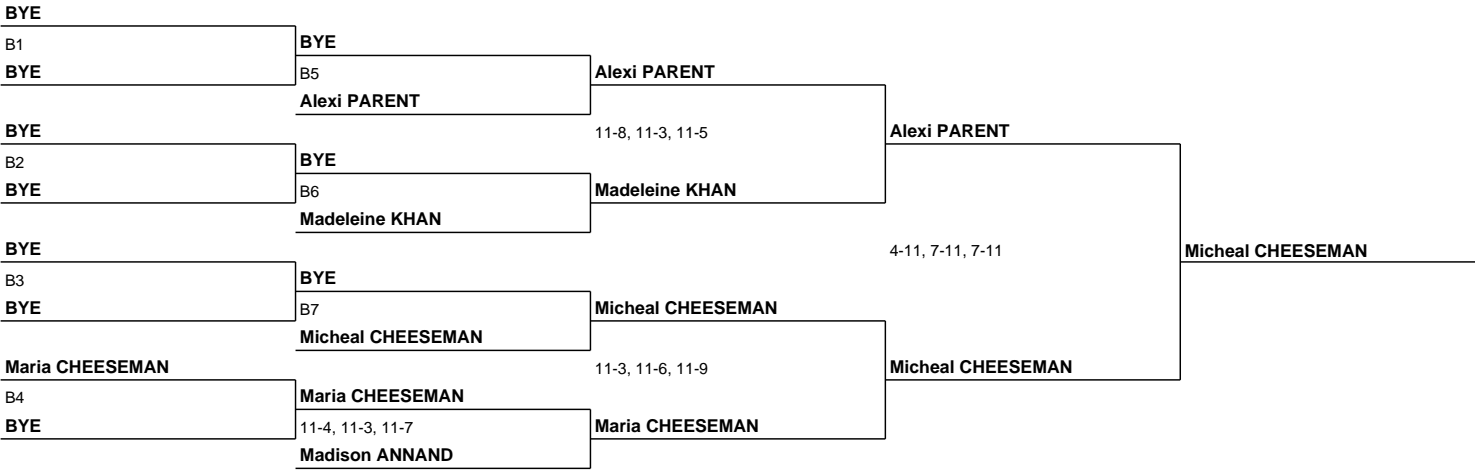 BYE
B1
BYE
BYE
B5
Alexi PARENT
Alexi PARENT
BYE
11-8, 11-3, 11-5
Alexi PARENT
B2
BYE
BYE
B6
Madeleine KHAN
Madeleine KHAN
BYE
4-11, 7-11, 7-11
Micheal CHEESEMAN
B3
BYE
BYE
B7
Micheal CHEESEMAN
Micheal CHEESEMAN
Maria CHEESEMAN
11-3, 11-6, 11-9
Micheal CHEESEMAN
B4
Maria CHEESEMAN
BYE
11-4, 11-3, 11-7
Maria CHEESEMAN
Madison ANNAND